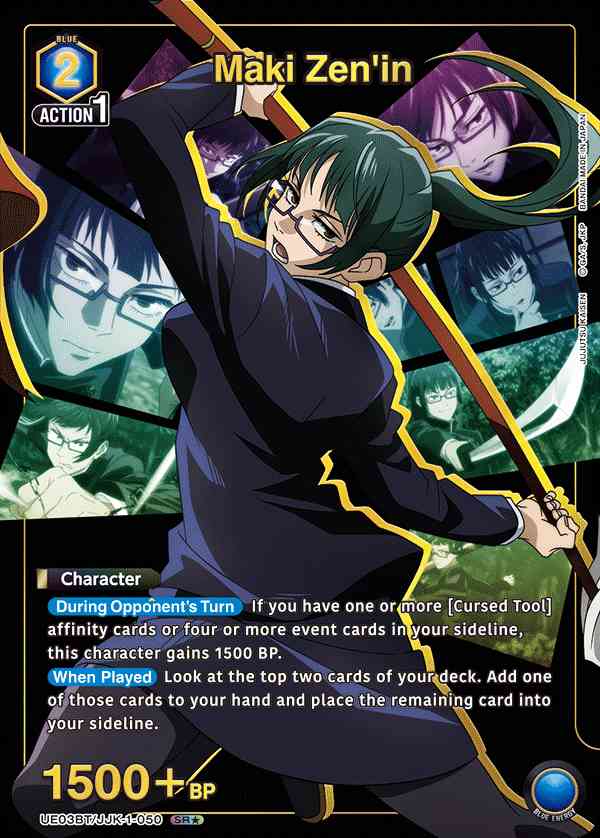 BLUE
2
ACTION 1
Maki Zen'in
BANDAI MADE IN JAPAN
© GA/S, JKP
JUJUTSU KAISEN
Character
During Opponent's Turn If you have one or more [Cursed Tool]
affinity cards or four or more event cards in your sideline,
this character gains 1500 BP.
When Played Look at the top two cards of your deck. Add one
of those cards to your hand and place the remaining card into
your sideline.
1500+ BP
BLUE ENERGY
UE03BT/JJK-1-050 SR★